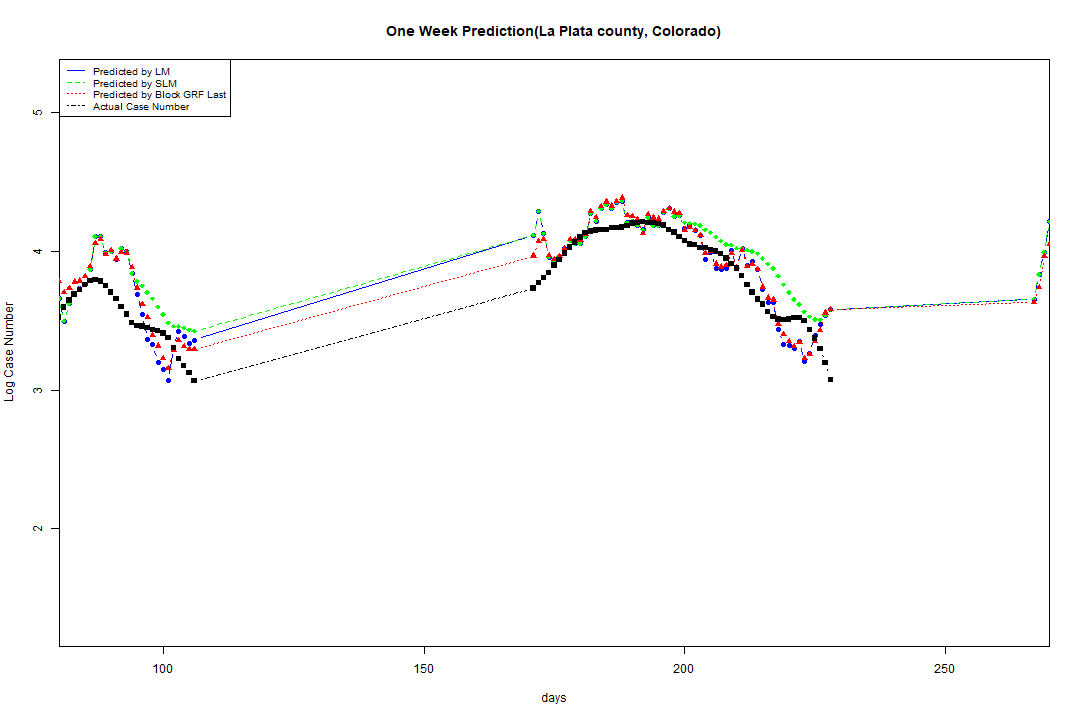 One Week Prediction(La Plata county, Colorado)
Predicted by LM
Predicted by SLM
Predicted by Block GRF Last
Actual Case Number
5
4
3
2
Log Case Number
100 150 200 250
days